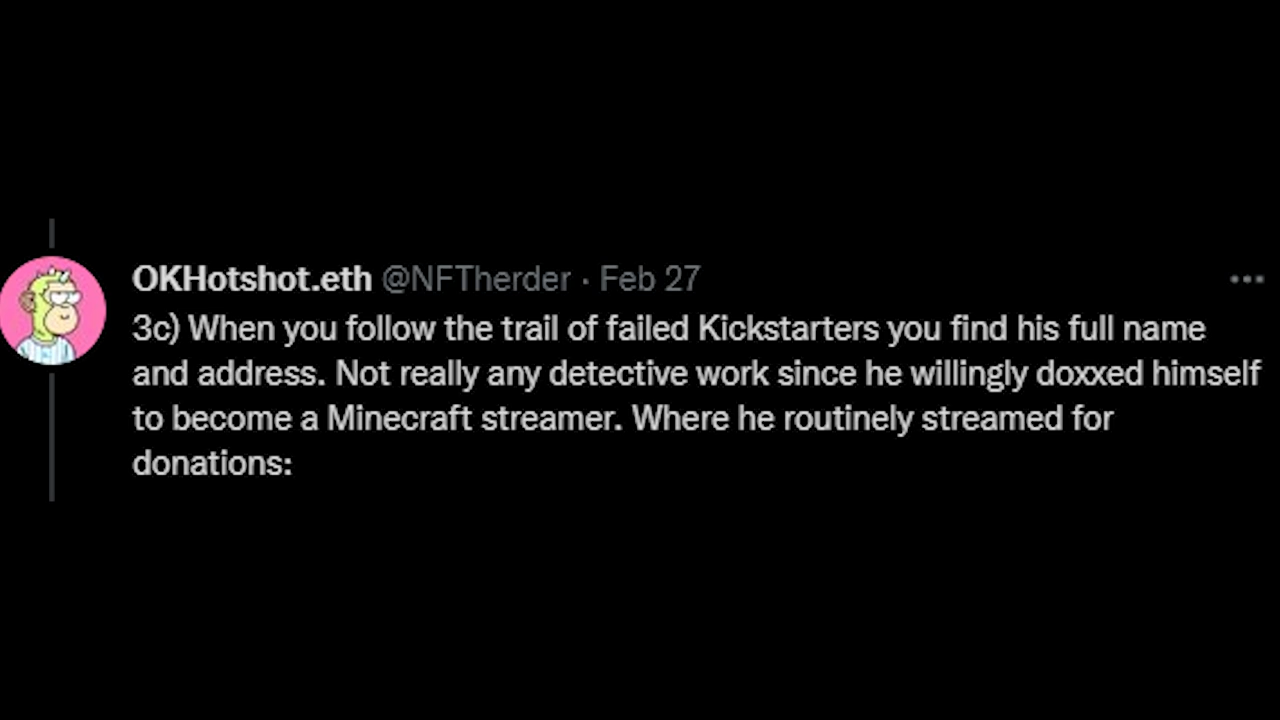 OKHotshot.eth @NFTherder · Feb 27
3c) When you follow the trail of failed Kickstarters you find his full name
and address. Not really any detective work since he willingly doxxed himself
to become a Minecraft streamer. Where he routinely streamed for
donations: